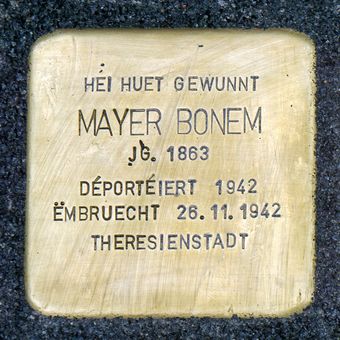 HEI HUET GEWUNNT
MAYER BONEM
JG. 1863
DÉPORTÉIERT 1942
ËMBRUECHT 26.11.1942
THERESIENSTADT